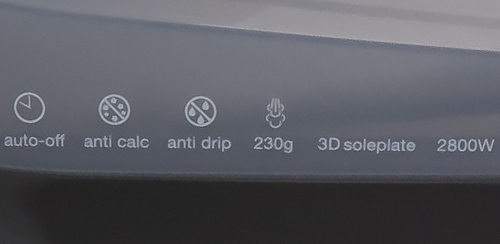 auto-off anti calc anti drip 230g 3D soleplate 2800W